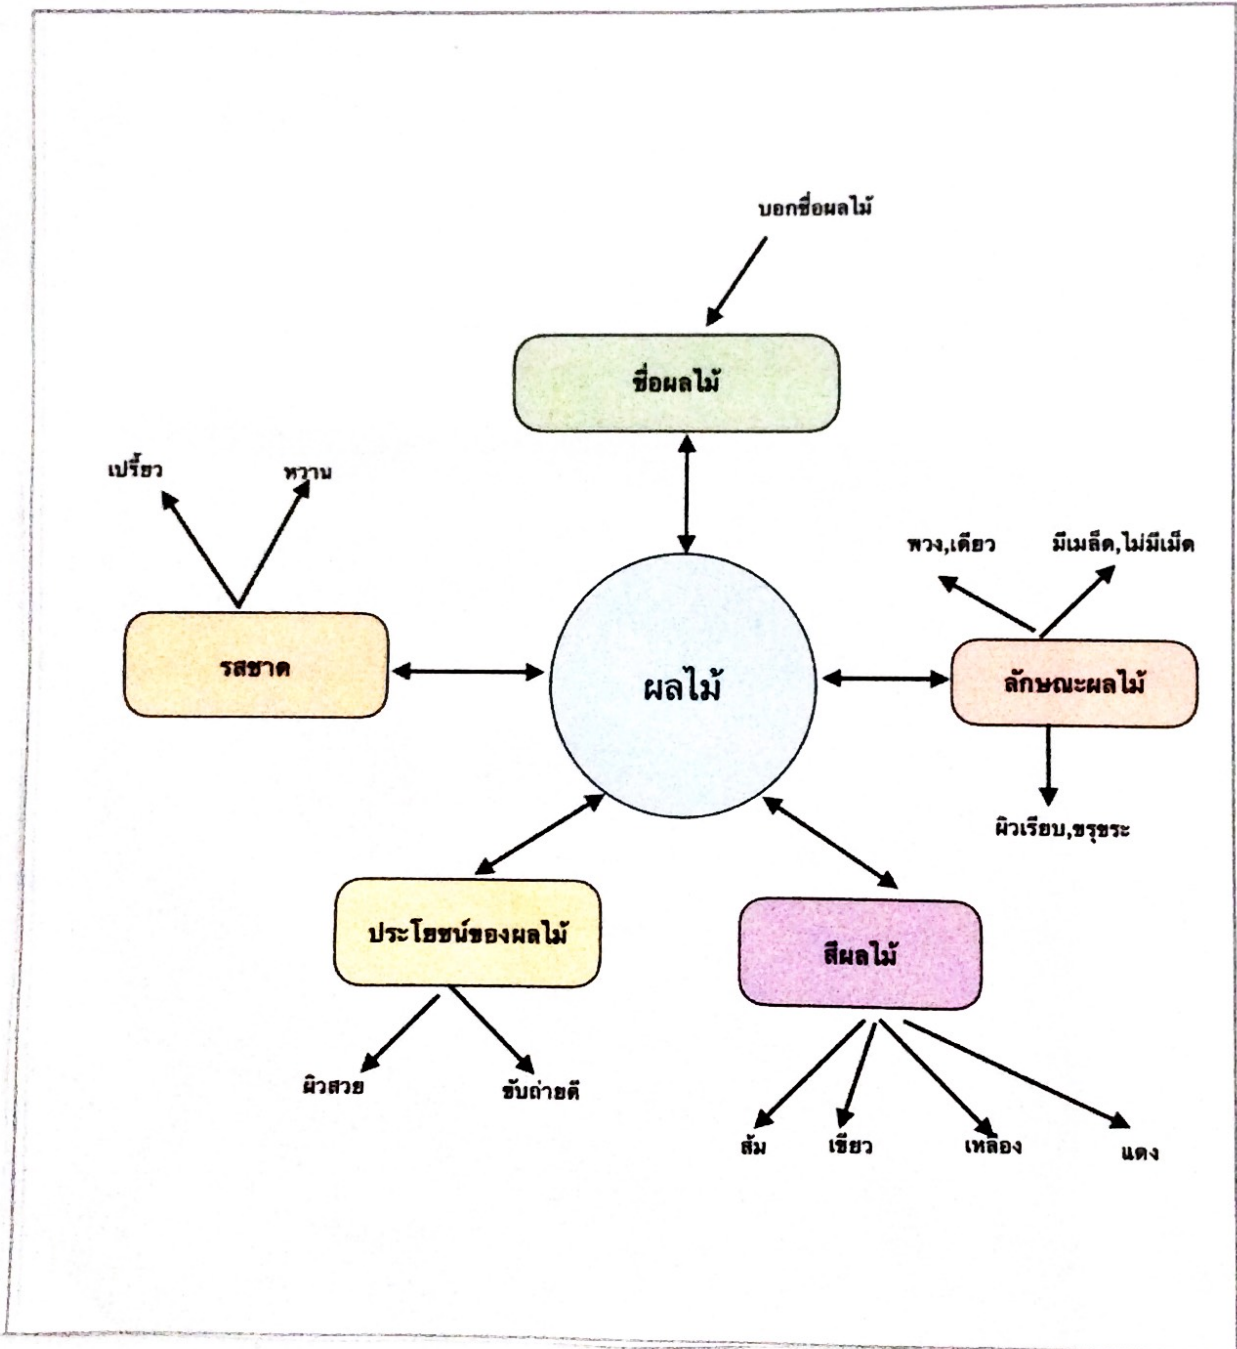 บอกชื่อผลไม้
ชื่อผลไม้
เปรี้ยว
หวาน
พวง,เดียว
มีเมล็ด,ไม่มีเม็ด
รสชาด
ผลไม้
ลักษณะผลไม้
ผิวเรียบ,ขรุขระ
ประโยชน์ของผลไม้
สีผลไม้
ผิวสวย
ขับถ่ายดี
ส้ม
เขียว
เหลือง
แดง